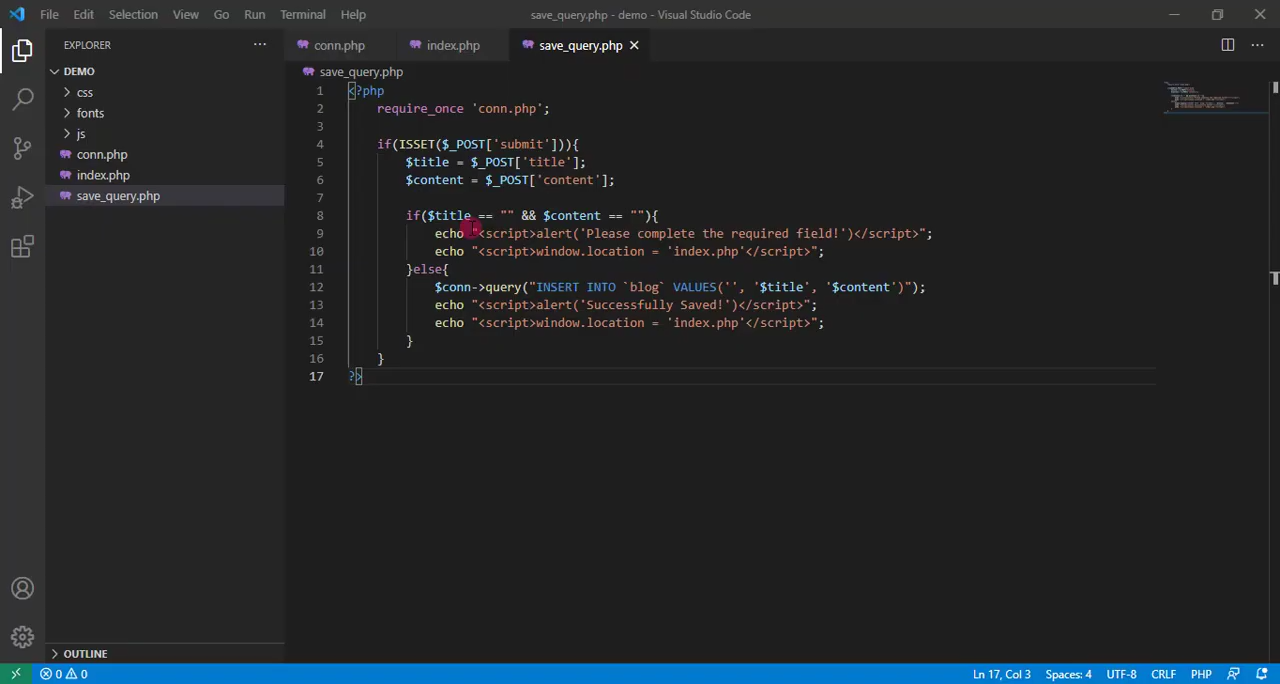 File Edit Selection View Go Run Terminal Help save_query.php - demo - Visual Studio Code
EXPLORER
conn.php index.php save_query.php
DEMO
css
fonts
js
conn.php
index.php
save_query.php
save_query.php
1 <?php
2 require_once 'conn.php';
3
4 if(ISSET($_POST['submit'])){
5 $title = $_POST['title'];
6 $content = $_POST['content'];
7
8 if($title == "" && $content == ""){
9 echo "<script>alert('Please complete the required field!')</script>";
10 echo "<script>window.location = 'index.php'</script>";
11 }else{
12 $conn->query("INSERT INTO `blog` VALUES('', '$title', '$content')");
13 echo "<script>alert('Successfully Saved!')</script>";
14 echo "<script>window.location = 'index.php'</script>";
15 }
16 }
17 ?>
OUTLINE
0 0 Ln 17, Col 3 Spaces: 4 UTF-8 CRLF PHP